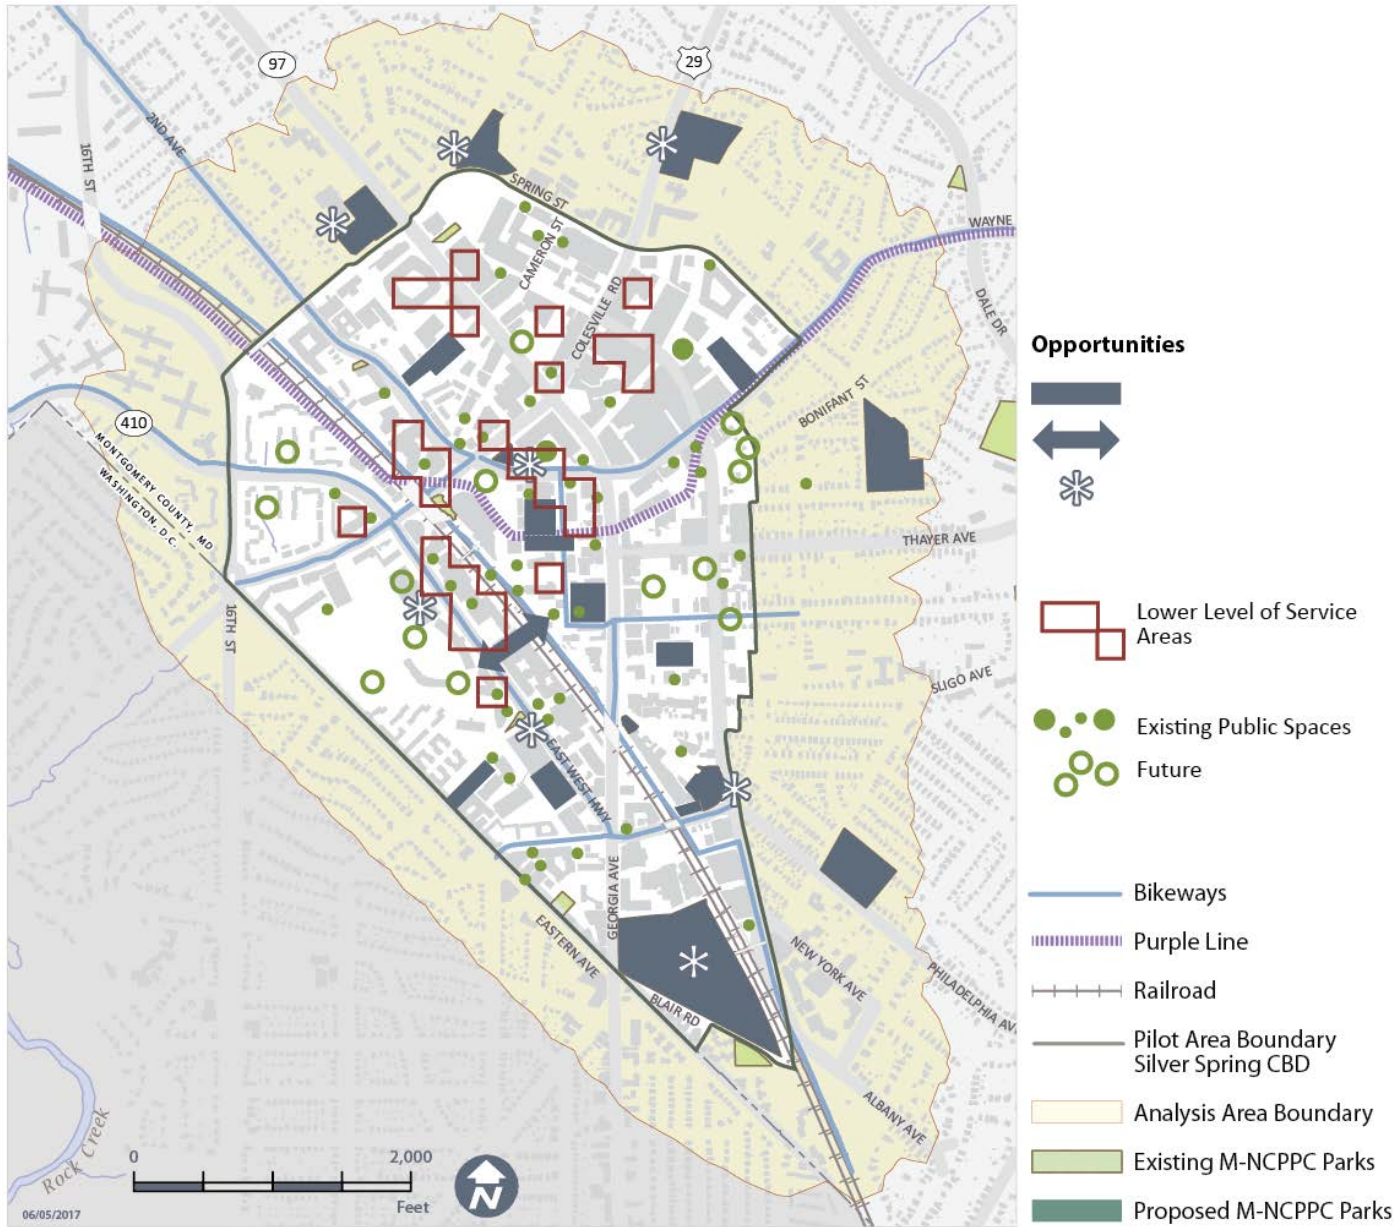 97
29
2ND AVE
16TH ST
SPRING ST
CAMERON ST
COLESVILLE RD
WAYNE
DALE DR
BONIFANT ST
410
MONTGOMERY COUNTY, MD
WASHINGTON, D.C.
THAYER AVE
16TH ST
SLIGO AVE
EAST WEST HWY
GEORGIA AVE
EASTERN AVE
BLAIR RD
NEW YORK AVE
PHILADELPHIA AV
ALBANY AVE
Rock Creek
0
2,000
Feet
N
06/05/2017
Opportunities
Lower Level of Service
Areas
Existing Public Spaces
Future
Bikeways
Purple Line
Railroad
Pilot Area Boundary
Silver Spring CBD
Analysis Area Boundary
Existing M-NCPPC Parks
Proposed M-NCPPC Parks